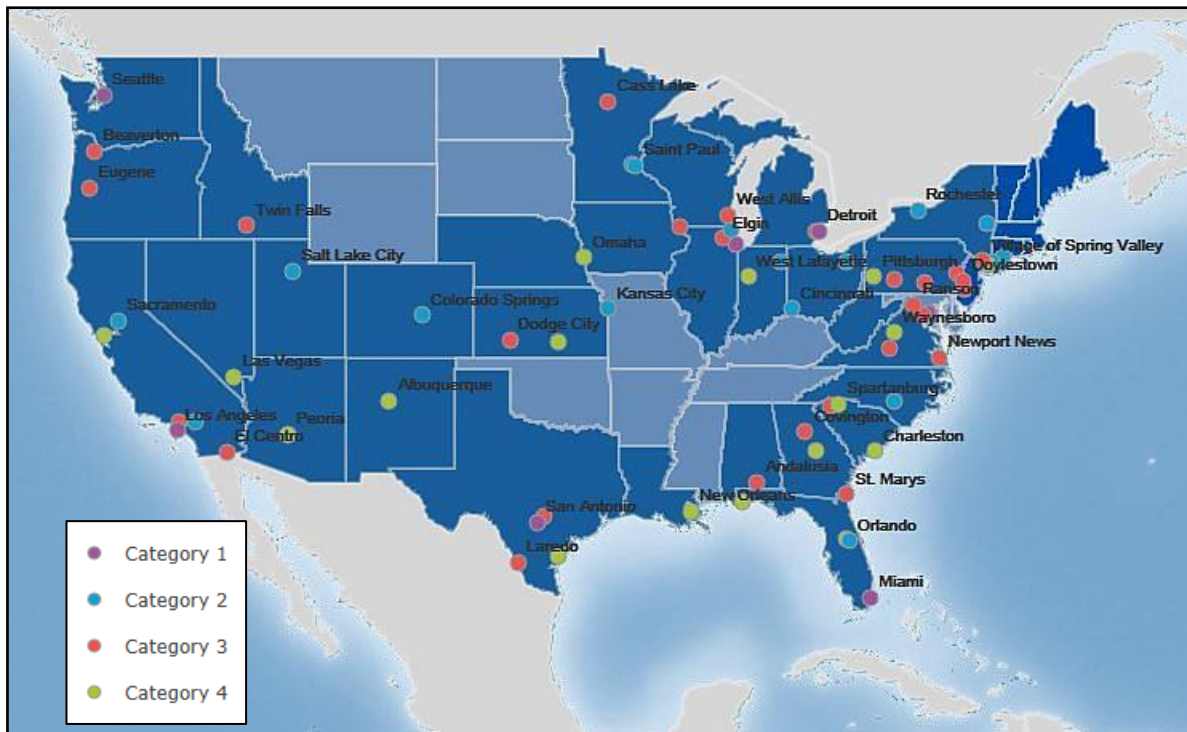 Seattle
Cass Lake
Beaverton
Saint Paul
Eugene
Rochester
West Allis
Twin Falls
Elgin
Detroit
Omaha
Village of Spring Valley
Salt Lake City
West Lafayette
Pittsburgh
Doylestown
Ranson
Colorado Springs
Kansas City
Cincinnati
Sacramento
Dodge City
Waynesboro
Newport News
Las Vegas
Albuquerque
Spartanburg
Los Angeles
Peoria
Covington
El Centro
Charleston
Andalusia
St. Marys
New Orleans
San Antonio
Orlando
Laredo
Miami
Category 1
Category 2
Category 3
Category 4